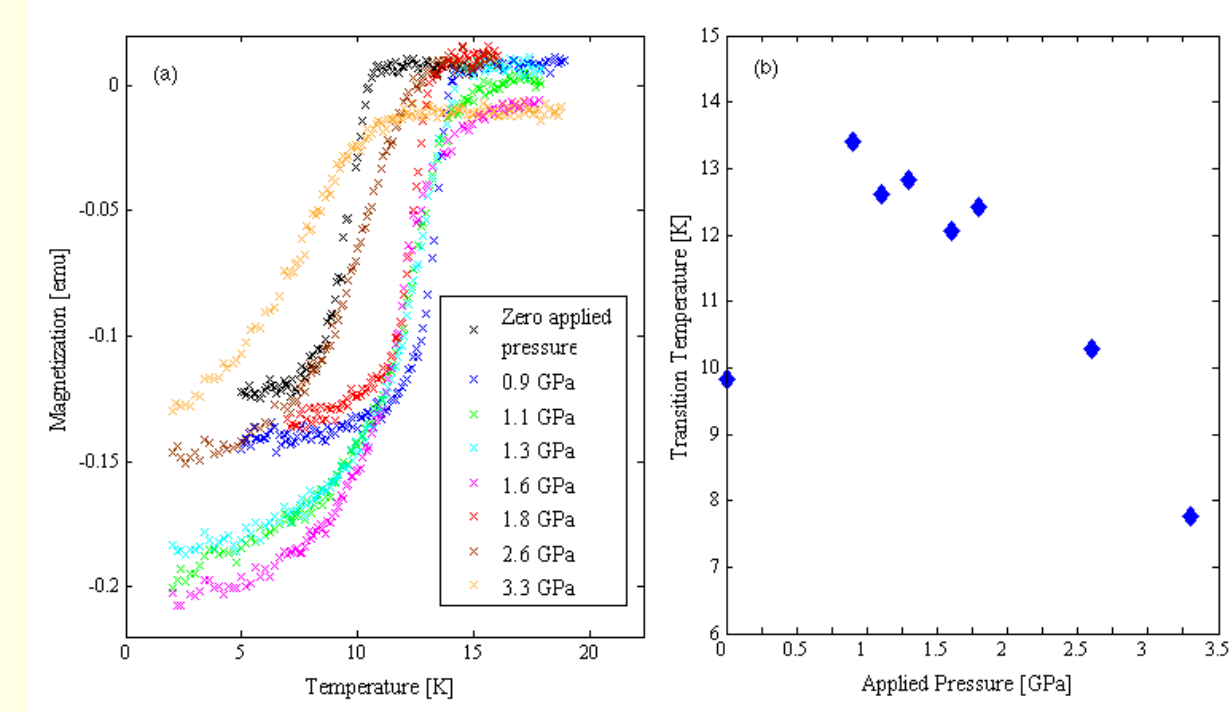 (a)
0
-0.05
-0.1
-0.15
-0.2
0 5 10 15 20
Temperature [K]
Magnetization [emu]
Zero applied
pressure
0.9 GPa
1.1 GPa
1.3 GPa
1.6 GPa
1.8 GPa
2.6 GPa
3.3 GPa
(b)
15
14
13
12
11
10
9
8
7
6
0 0.5 1 1.5 2 2.5 3 3.5
Applied Pressure [GPa]
Transition Temperature [K]